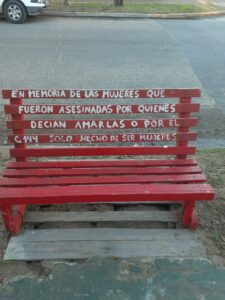 EN MEMORIA DE LAS MUJERES QUE
FUERON ASESINADAS POR QUIENES
DECIAN AMARLAS O POR EL
SOLO HECHO DE SER MUJERES